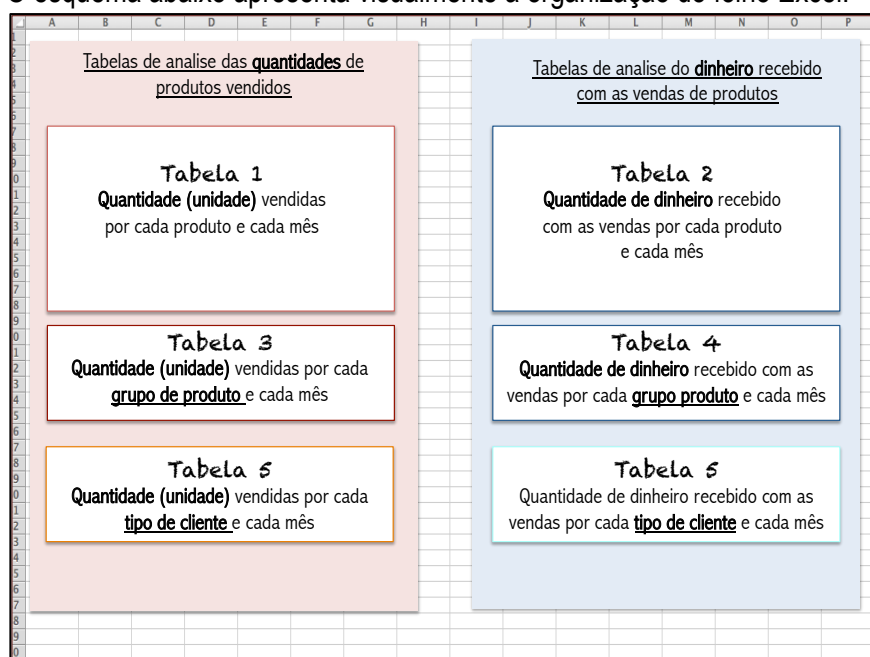 O esquema abaixo apresenta visualmente a organização do folho Excel:
A B C D E F G H I J K L M N O P
Tabelas de analise das quantidades de
produtos vendidos
Tabela 1
Quantidade (unidade) vendidas
por cada produto e cada mês
Tabela 3
Quantidade (unidade) vendidas por cada
grupo de produto e cada mês
Tabela 5
Quantidade (unidade) vendidas por cada
tipo de cliente e cada mês
Tabelas de analise do dinheiro recebido
com as vendas de produtos
Tabela 2
Quantidade de dinheiro recebido
com as vendas por cada produto
e cada mês
Tabela 4
Quantidade de dinheiro recebido com as
vendas por cada grupo produto e cada mês
Tabela 5
Quantidade de dinheiro recebido com as
vendas por cada tipo de cliente e cada mês